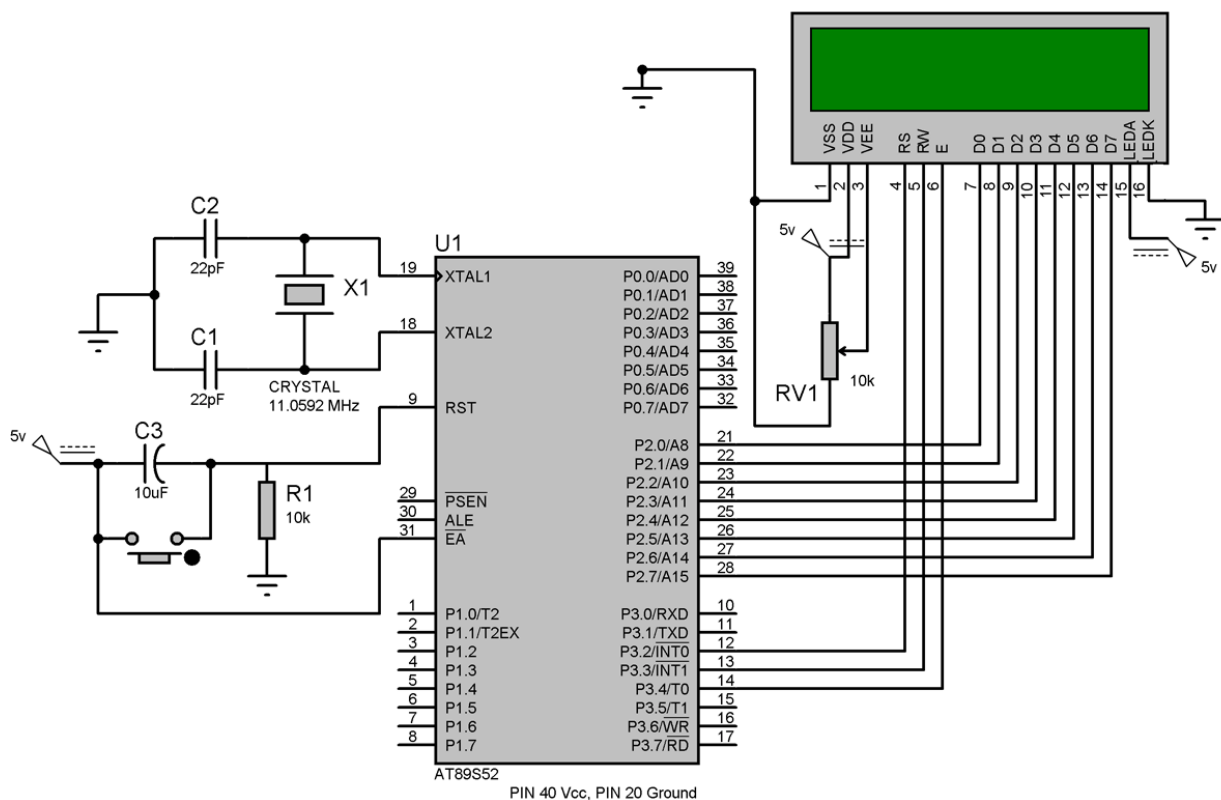 VSS VDD VEE RS RW E D0 D1 D2 D3 D4 D5 D6 D7 LEDA LEDK
1 2 3 4 5 6 7 8 9 10 11 12 13 14 15 16
5v
5v
RV1
10k
C2
22pF
C1
22pF
X1
CRYSTAL
11.0592 MHz
5v
C3
10uF
R1
10k
U1
19 XTAL1
18 XTAL2
9 RST
29 PSEN
30 ALE
31 EA
1 P1.0/T2
2 P1.1/T2EX
3 P1.2
4 P1.3
5 P1.4
6 P1.5
7 P1.6
8 P1.7
P0.0/AD0 39
P0.1/AD1 38
P0.2/AD2 37
P0.3/AD3 36
P0.4/AD4 35
P0.5/AD5 34
P0.6/AD6 33
P0.7/AD7 32
P2.0/A8 21
P2.1/A9 22
P2.2/A10 23
P2.3/A11 24
P2.4/A12 25
P2.5/A13 26
P2.6/A14 27
P2.7/A15 28
P3.0/RXD 10
P3.1/TXD 11
P3.2/INT0 12
P3.3/INT1 13
P3.4/T0 14
P3.5/T1 15
P3.6/WR 16
P3.7/RD 17
AT89S52
PIN 40 Vcc, PIN 20 Ground